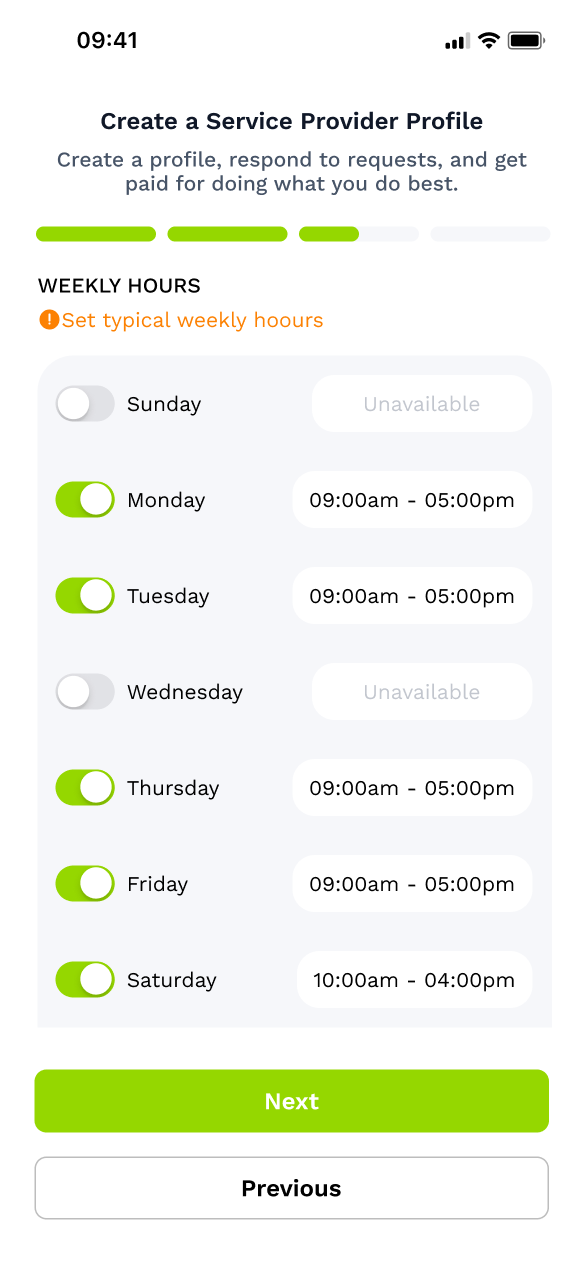 09:41
Create a Service Provider Profile
Create a profile, respond to requests, and get
paid for doing what you do best.
WEEKLY HOURS
Set typical weekly hoours
Sunday Unavailable
Monday 09:00am - 05:00pm
Tuesday 09:00am - 05:00pm
Wednesday Unavailable
Thursday 09:00am - 05:00pm
Friday 09:00am - 05:00pm
Saturday 10:00am - 04:00pm
Next
Previous